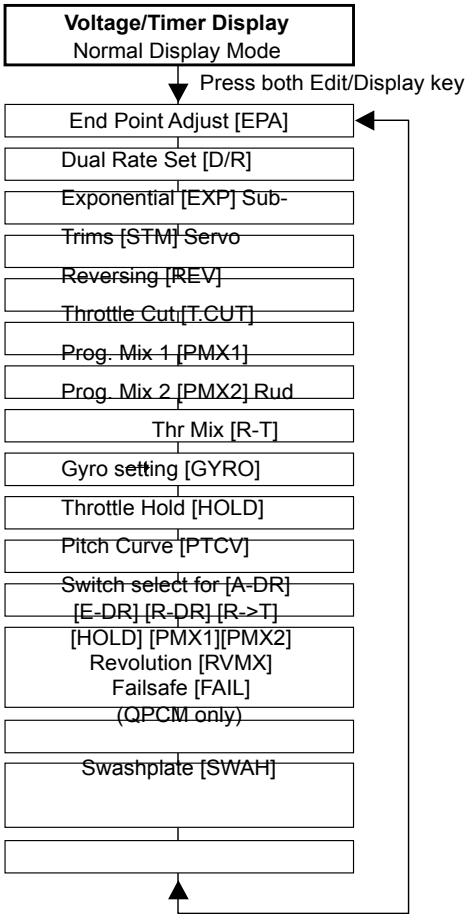 Voltage/Timer Display
Normal Display Mode
Press both Edit/Display key
End Point Adjust [EPA]
Dual Rate Set [D/R]
Exponential [EXP] Sub-
Trims [STM] Servo
Reversing [REV]
Throttle Cut [T.CUT]
Prog. Mix 1 [PMX1]
Prog. Mix 2 [PMX2] Rud
Thr Mix [R-T]
Gyro setting [GYRO]
Throttle Hold [HOLD]
Pitch Curve [PTCV]
Switch select for [A-DR]
[E-DR] [R-DR] [R->T]
[HOLD] [PMX1][PMX2]
Revolution [RVMX]
Failsafe [FAIL]
(QPCM only)
Swashplate [SWAH]